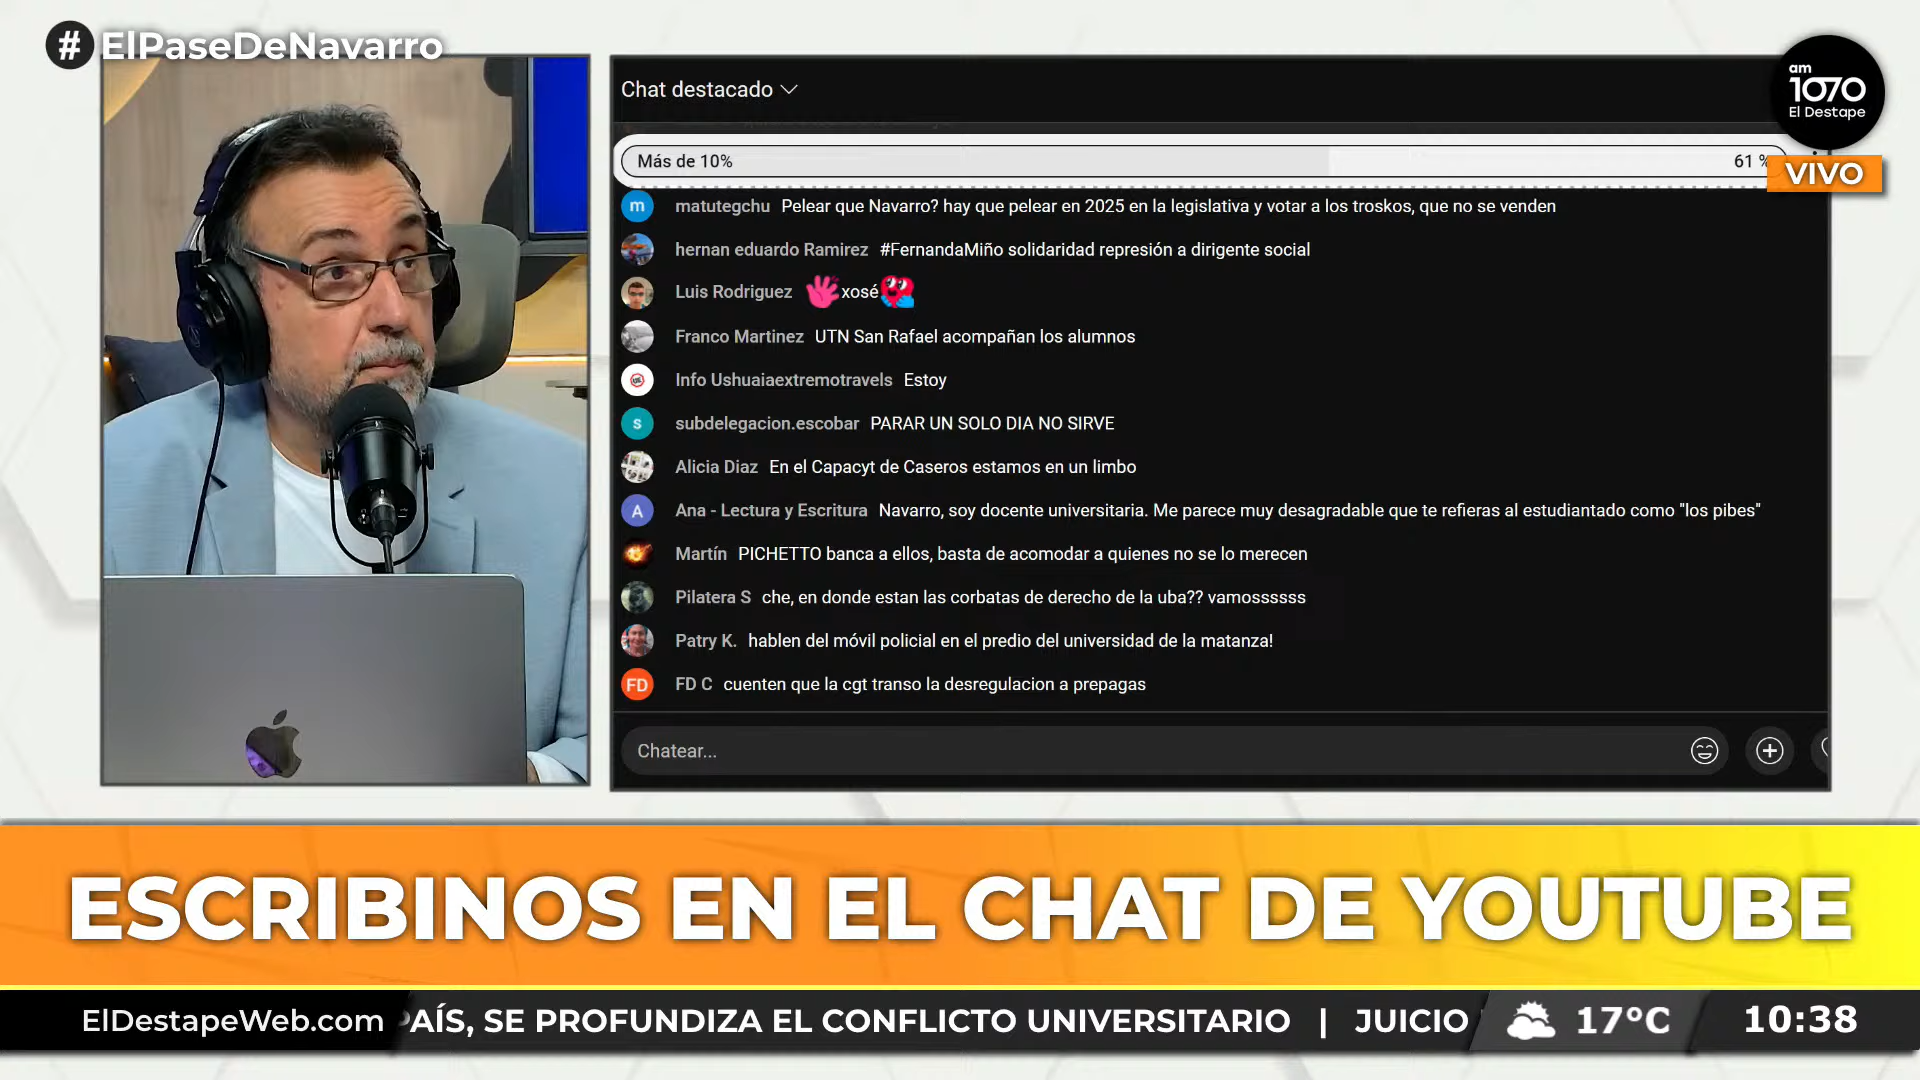 # ElPaseDeNavarro
am
1070
El Destape
VIVO
Chat destacado
Más de 10% 61 %
m matutegchu Pelear que Navarro? hay que pelear en 2025 en la legislativa y votar a los troskos, que no se venden
hernan eduardo Ramirez #FernandaMiño solidaridad represión a dirigente social
Luis Rodriguez xosé
Franco Martinez UTN San Rafael acompañan los alumnos
Info Ushuaiaextremotravels Estoy
s subdelegacion.escobar PARAR UN SOLO DIA NO SIRVE
Alicia Diaz En el Capacyt de Caseros estamos en un limbo
A Ana - Lectura y Escritura Navarro, soy docente universitaria. Me parece muy desagradable que te refieras al estudiantado como "los pibes"
Martín PICHETTO banca a ellos, basta de acomodar a quienes no se lo merecen
Pilatera S che, en donde estan las corbatas de derecho de la uba?? vamossssss
Patry K. hablen del móvil policial en el predio del universidad de la matanza!
FD FD C cuenten que la cgt transo la desregulacion a prepagas
Chatear...
ESCRIBINOS EN EL CHAT DE YOUTUBE
ElDestapeWeb.com PAÍS, SE PROFUNDIZA EL CONFLICTO UNIVERSITARIO | JUICIO 17°C 10:38